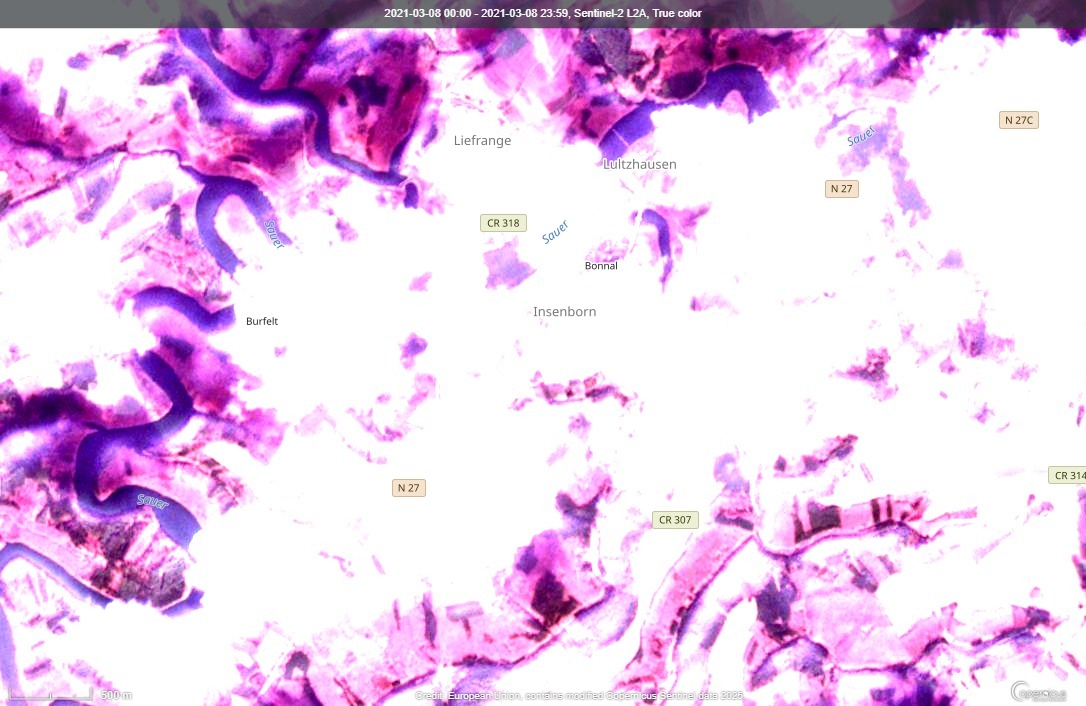 2021-03-08 00:00 - 2021-03-08 23:59, Sentinel-2 L2A, True color
N 27C
Sauer
Liefrange
Lultzhausen
N 27
CR 318
Sauer
Sauer
Bonnal
Insenborn
Burfelt
CR 314
N 27
Sauer
CR 307
500 m
Credit: European Union, contains modified Copernicus Sentinel data 2025
opernicus